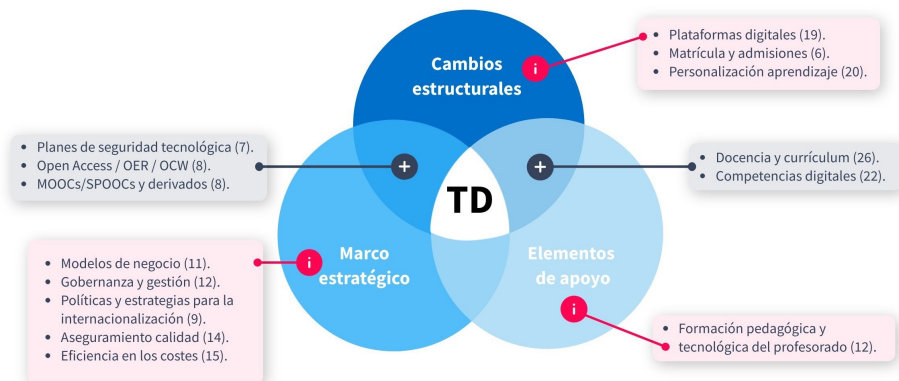 • Plataformas digitales (19).
• Matrícula y admisiones (6).
• Personalización aprendizaje (20).
Cambios
estructurales
i
• Planes de seguridad tecnológica (7).
• Open Access / OER / OCW (8).
• MOOCs/SPOOCs y derivados (8).
+
+
• Docencia y currículum (26).
• Competencias digitales (22).
TD
Marco
estratégico
i
Elementos
de apoyo
i
• Modelos de negocio (11).
• Gobernanza y gestión (12).
• Políticas y estrategias para la
internacionalización (9).
• Aseguramiento calidad (14).
• Eficiencia en los costes (15).
• Formación pedagógica y
tecnológica del profesorado (12).